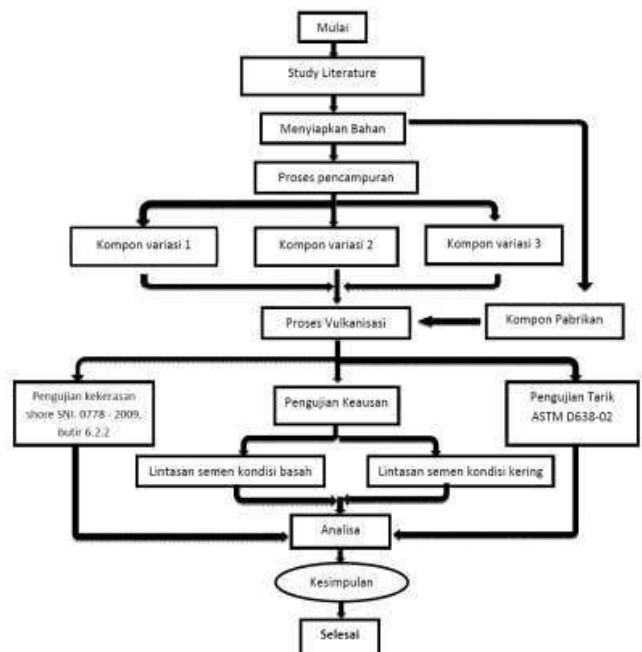 Mulai
Study Literature
Menyiapkan Bahan
Proses pencampuran
Kompon variasi 1
Kompon variasi 2
Kompon variasi 3
Proses Vulkanisasi
Kompon Pabrikan
Pengujian kekerasan
shore SNI. 0778 - 2009,
butir 6.2.2
Pengujian Keausan
Pengujian Tarik
ASTM D638-02
Lintasan semen kondisi basah
Lintasan semen kondisi kering
Analisa
Kesimpulan
Selesai